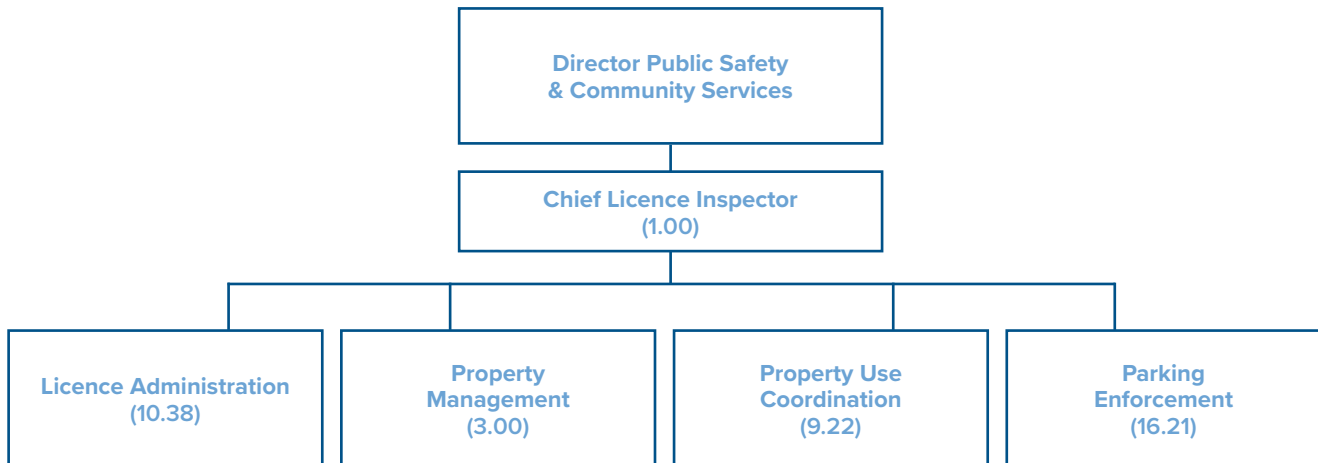 Director Public Safety
& Community Services
Chief Licence Inspector
(1.00)
Licence Administration
(10.38)
Property
Management
(3.00)
Property Use
Coordination
(9.22)
Parking
Enforcement
(16.21)